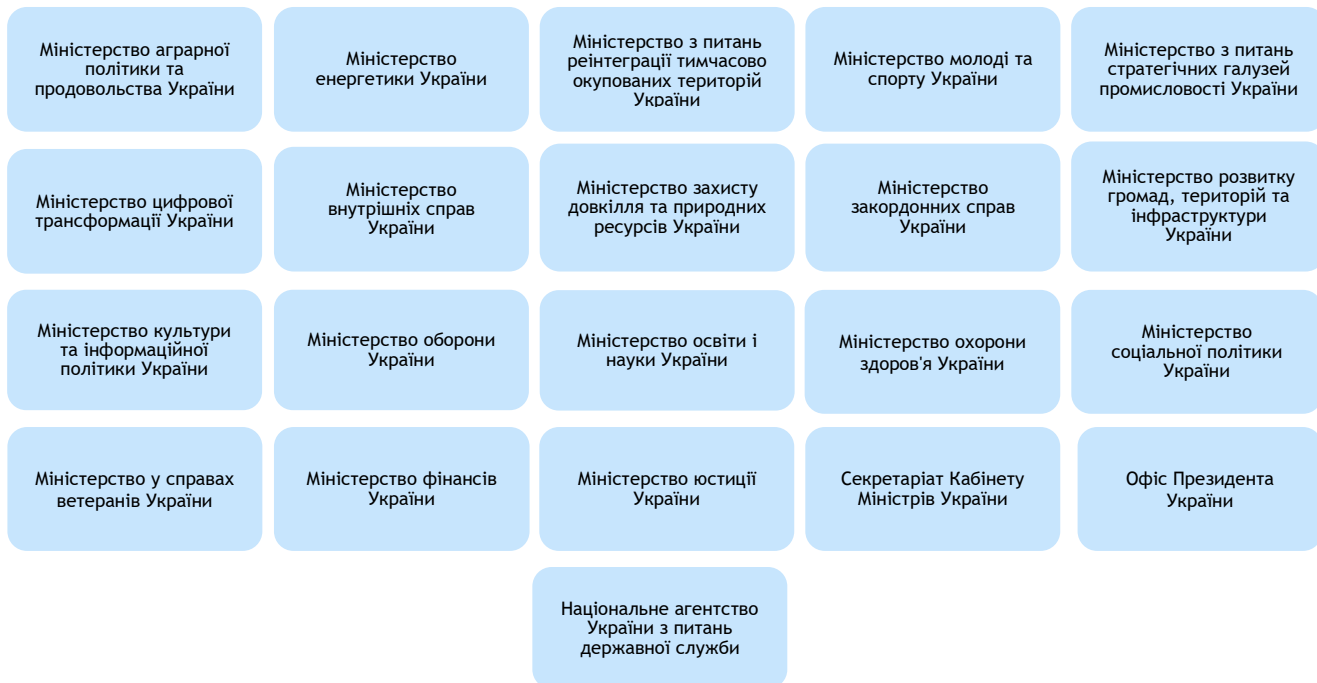 Міністерство аграрної
політики та
продовольства України
Міністерство
енергетики України
Міністерство з питань
реінтеграції тимчасово
окупованих територій
України
Міністерство молоді та
спорту України
Міністерство з питань
стратегічних галузей
промисловості України
Міністерство цифрової
трансформації України
Міністерство
внутрішніх справ
України
Міністерство захисту
довкілля та природних
ресурсів України
Міністерство
закордонних справ
України
Міністерство розвитку
громад, територій та
інфраструктури
України
Міністерство культури
та інформаційної
політики України
Міністерство оборони
України
Міністерство освіти і
науки України
Міністерство охорони
здоров'я України
Міністерство
соціальної політики
України
Міністерство у справах
ветеранів України
Міністерство фінансів
України
Міністерство юстиції
України
Секретаріат Кабінету
Міністрів України
Офіс Президента
України
Національне агентство
України з питань
державної служби